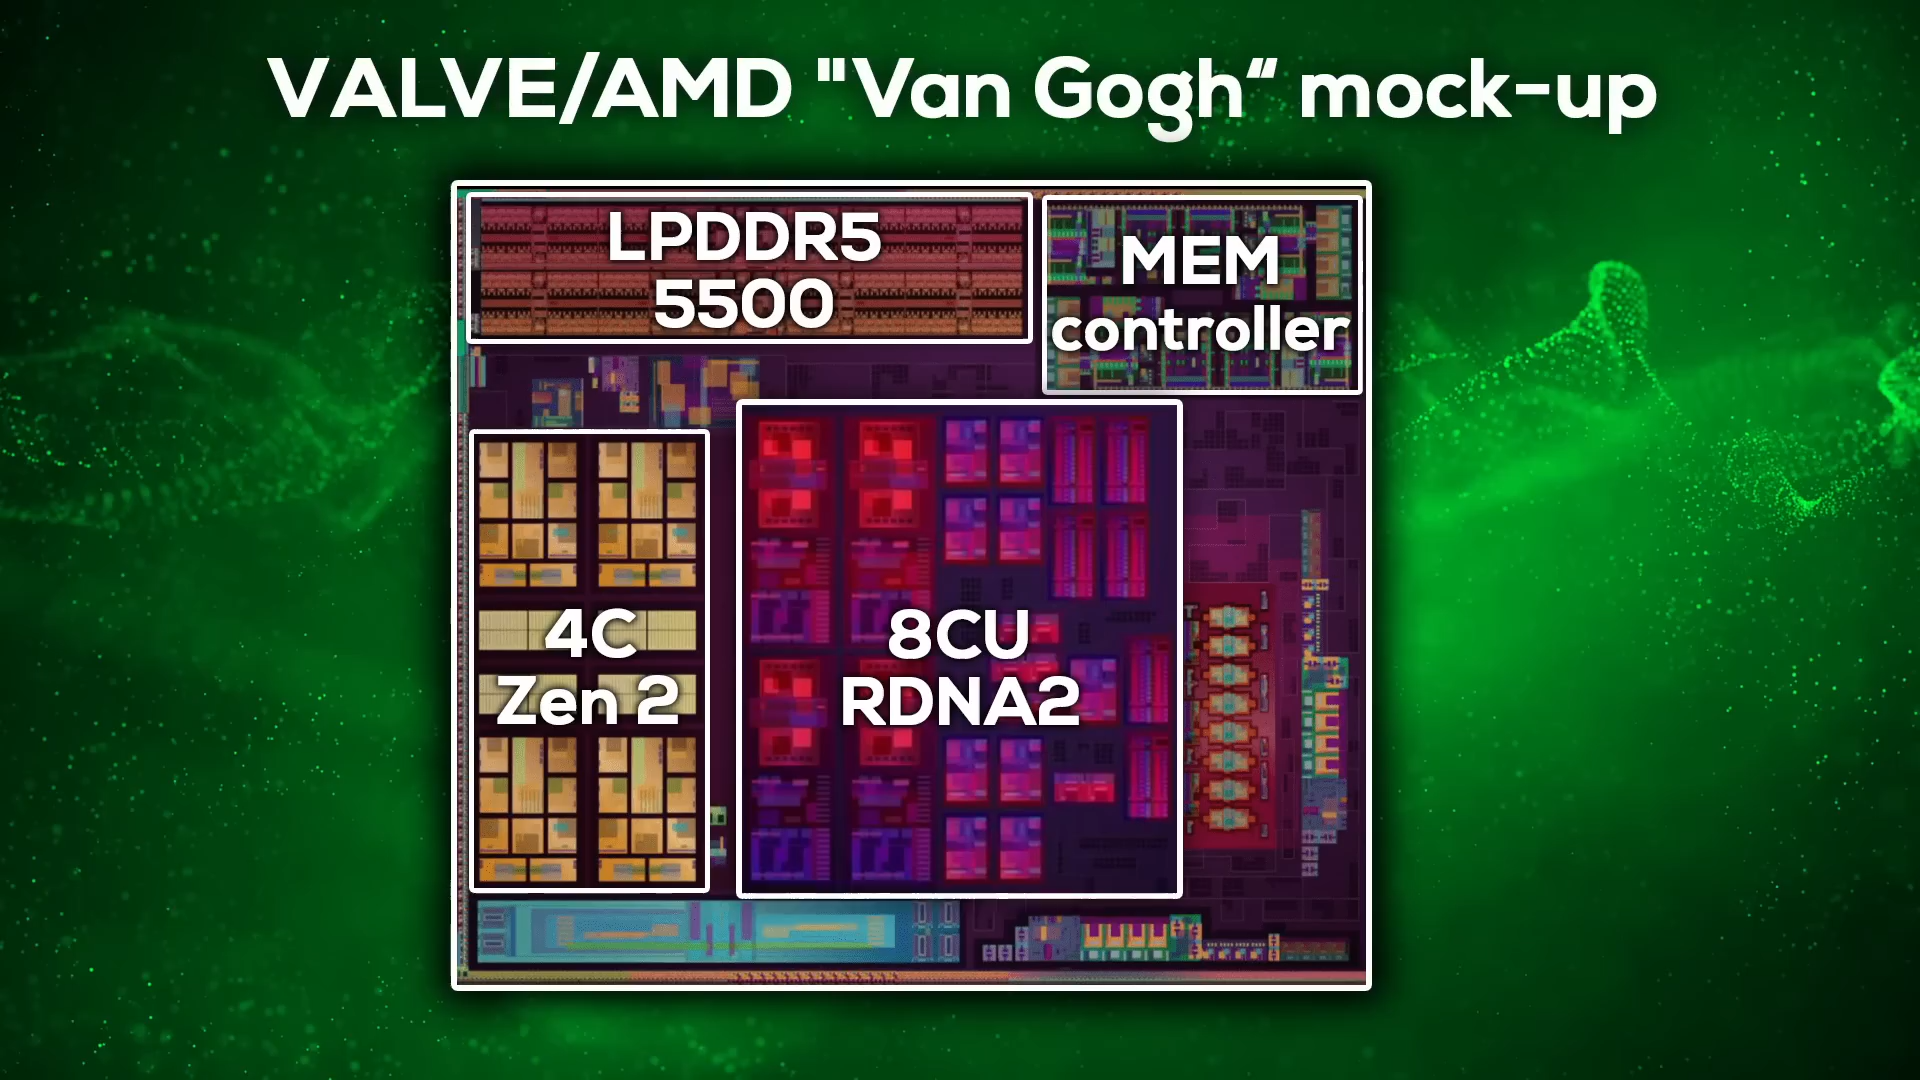 VALVE/AMD "Van Gogh“ mock-up
LPDDR5
5500
MEM
controller
4C
Zen 2
8CU
RDNA2